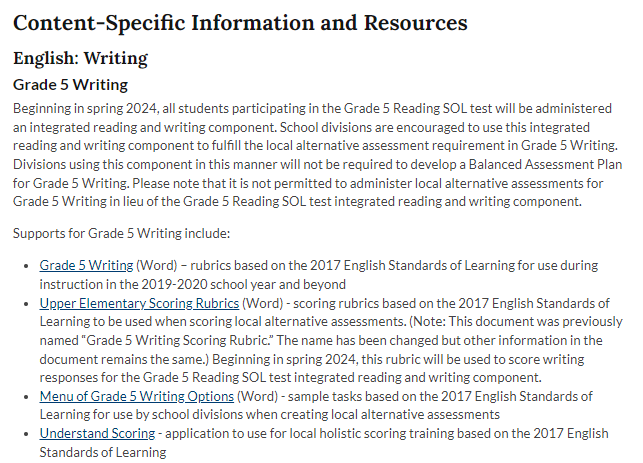 Content-Specific Information and Resources
English: Writing
Grade 5 Writing
Beginning in spring 2024, all students participating in the Grade 5 Reading SOL test will be administered
an integrated reading and writing component. School divisions are encouraged to use this integrated
reading and writing component to fulfill the local alternative assessment requirement in Grade 5 Writing.
Divisions using this component in this manner will not be required to develop a Balanced Assessment Plan
for Grade 5 Writing. Please note that it is not permitted to administer local alternative assessments for
Grade 5 Writing in lieu of the Grade 5 Reading SOL test integrated reading and writing component.
Supports for Grade 5 Writing include:
• Grade 5 Writing (Word) – rubrics based on the 2017 English Standards of Learning for use during
instruction in the 2019-2020 school year and beyond
• Upper Elementary Scoring Rubrics (Word) - scoring rubrics based on the 2017 English Standards of
Learning to be used when scoring local alternative assessments. (Note: This document was previously
named “Grade 5 Writing Scoring Rubric.” The name has been changed but other information in the
document remains the same.) Beginning in spring 2024, this rubric will be used to score writing
responses for the Grade 5 Reading SOL test integrated reading and writing component.
• Menu of Grade 5 Writing Options (Word) - sample tasks based on the 2017 English Standards of
Learning for use by school divisions when creating local alternative assessments
• Understand Scoring - application to use for local holistic scoring training based on the 2017 English
Standards of Learning